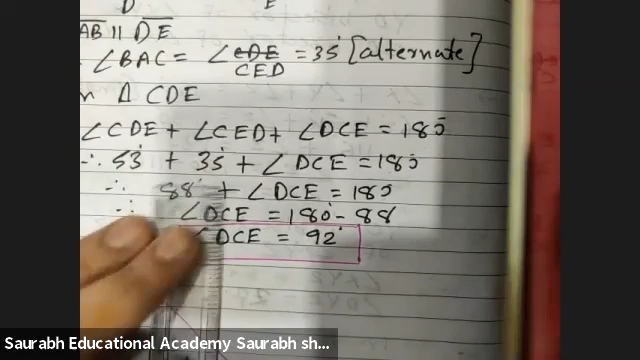 D E
AB || DE
∠BAC = ∠CED = 35° [alternate]
Δ CDE
∠CDE + ∠CED + ∠DCE = 180°
∴ 53° + 35° + ∠DCE = 180°
∴ 88° + ∠DCE = 180°
∴ ∠DCE = 180° - 88
∠DCE = 92°
Saurabh Educational Academy Saurabh sh...